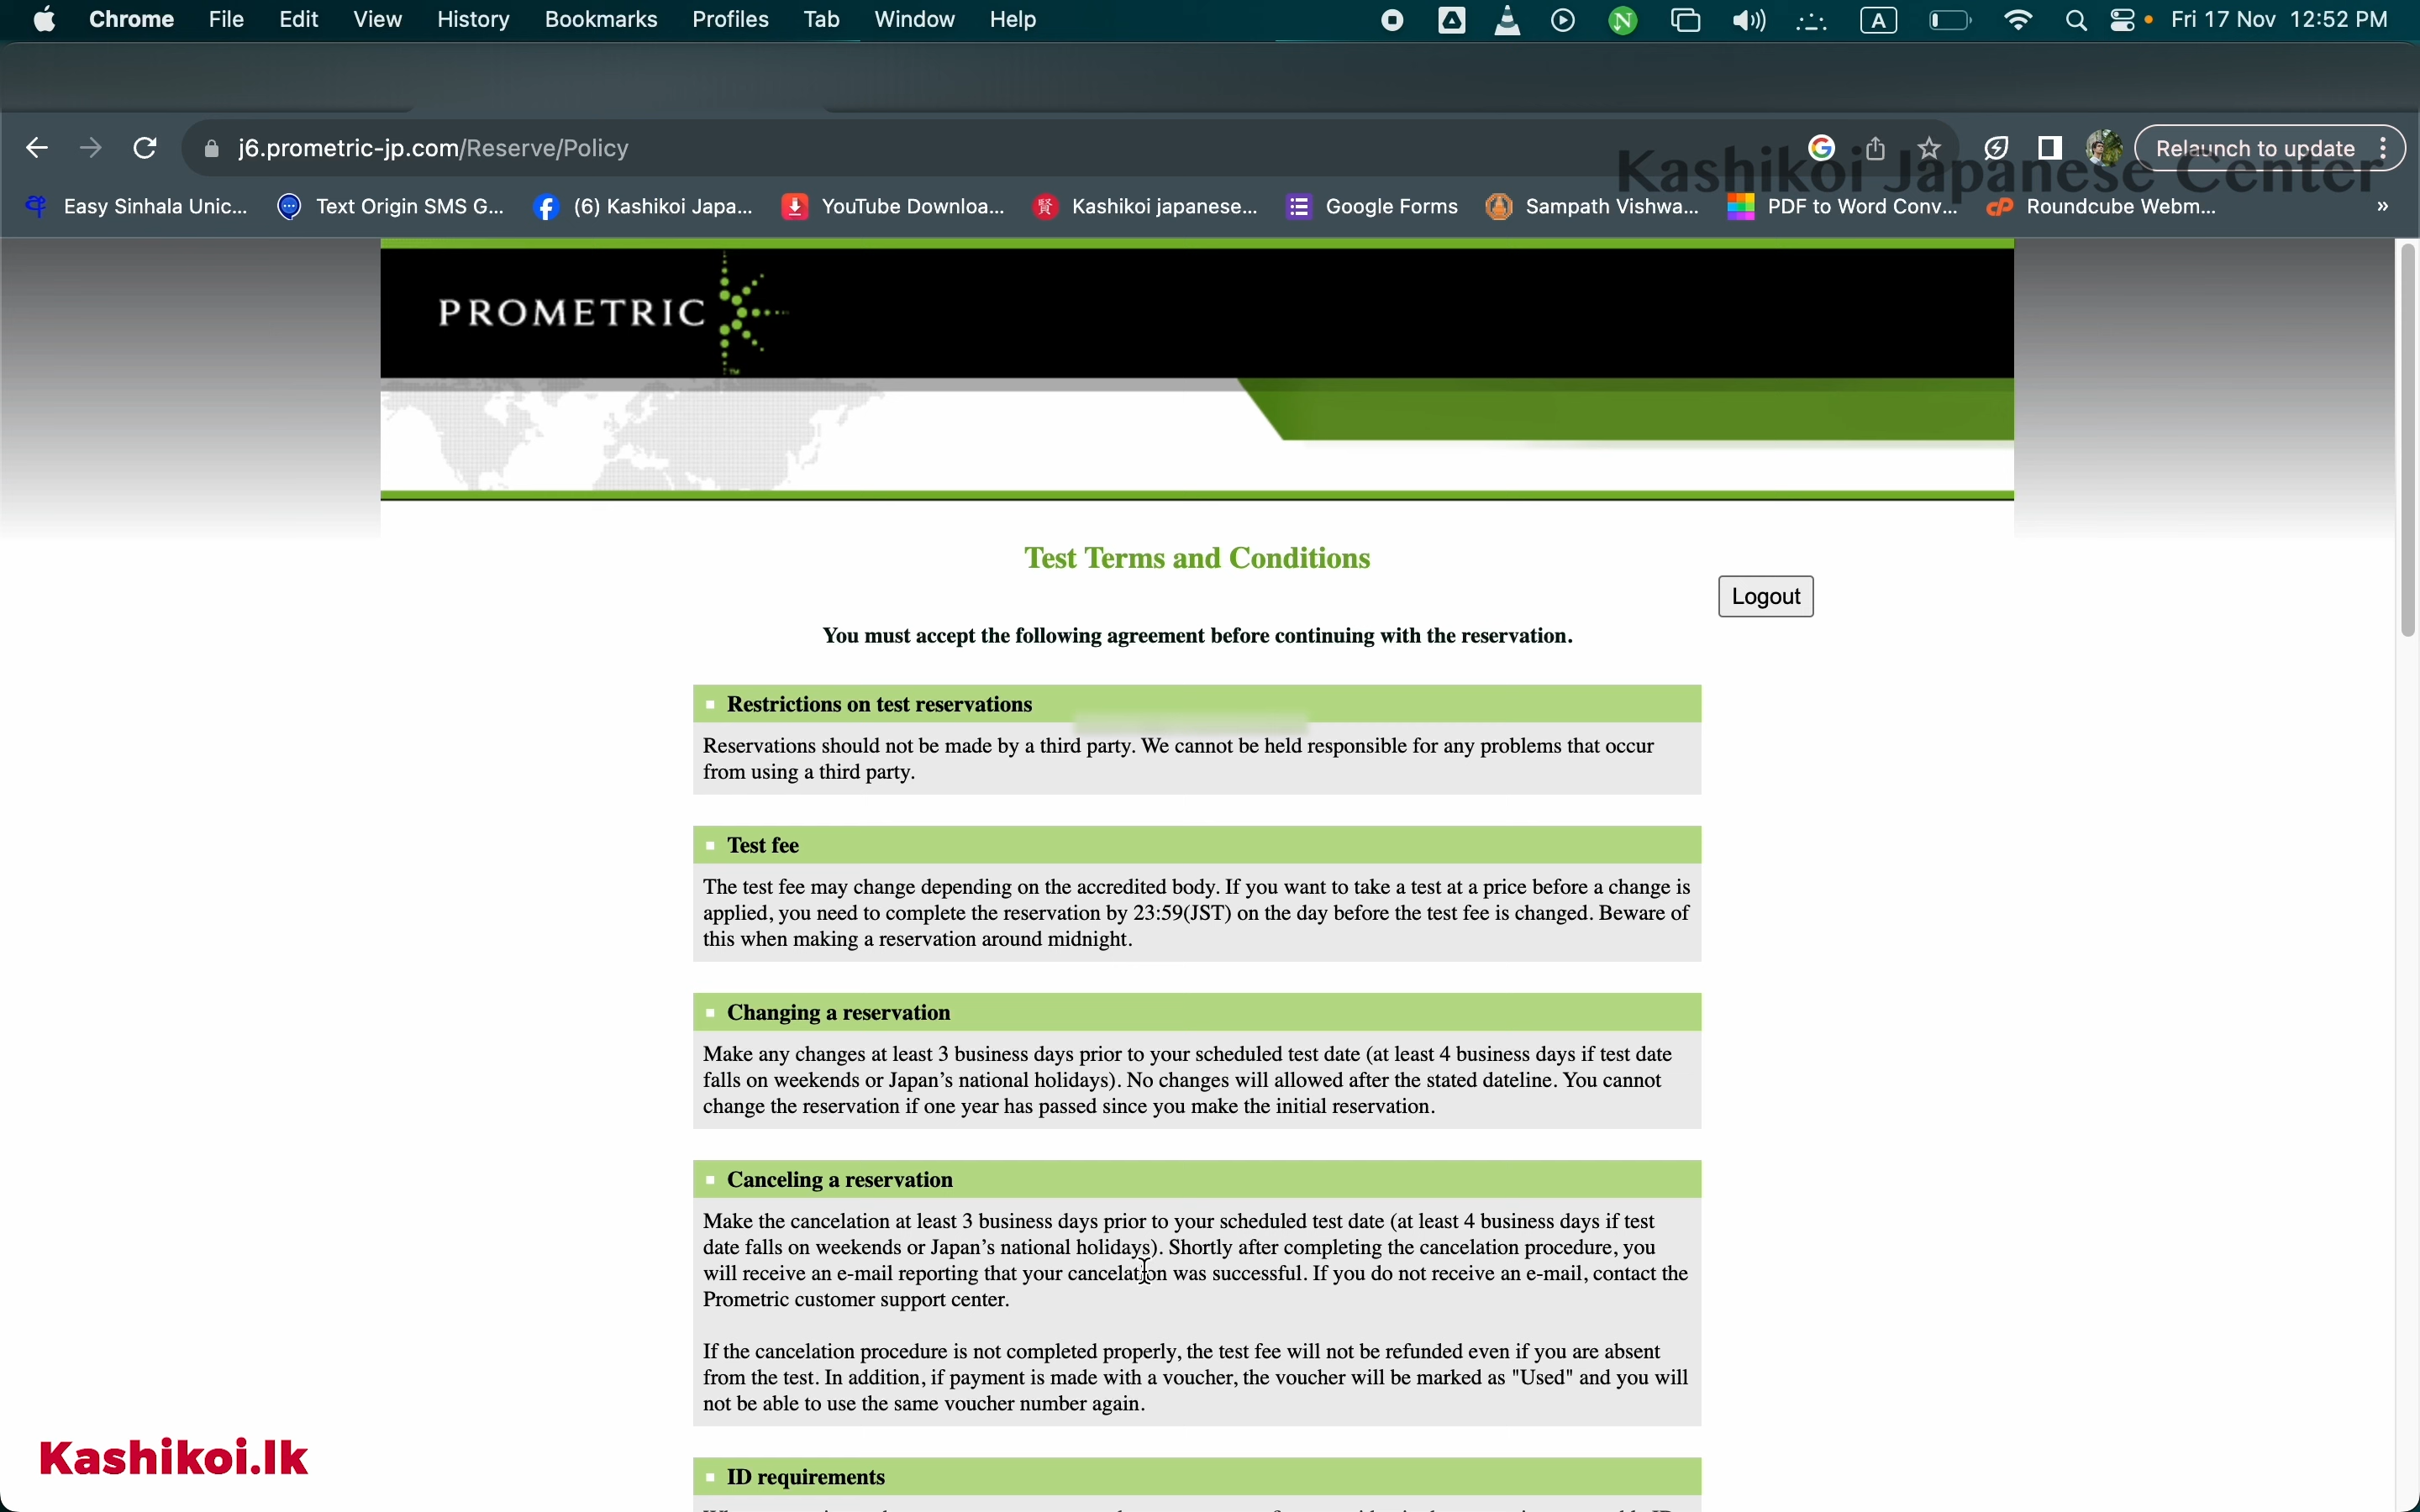 Chrome File Edit View History Bookmarks Profiles Tab Window Help A Fri 17 Nov 12:52 PM
j6.prometric-jp.com/Reserve/Policy Relaunch to update
Kashikoi Japanese Center
Easy Sinhala Unic... Text Origin SMS G... (6) Kashikoi Japa... YouTube Downloa... 賢 Kashikoi japanese... Google Forms Sampath Vishwa... PDF to Word Conv... Roundcube Webm... »
PROMETRIC
TM
Test Terms and Conditions
Logout
You must accept the following agreement before continuing with the reservation.
Restrictions on test reservations
Reservations should not be made by a third party. We cannot be held responsible for any problems that occur
from using a third party.
Test fee
The test fee may change depending on the accredited body. If you want to take a test at a price before a change is
applied, you need to complete the reservation by 23:59(JST) on the day before the test fee is changed. Beware of
this when making a reservation around midnight.
Changing a reservation
Make any changes at least 3 business days prior to your scheduled test date (at least 4 business days if test date
falls on weekends or Japan’s national holidays). No changes will allowed after the stated dateline. You cannot
change the reservation if one year has passed since you make the initial reservation.
Canceling a reservation
Make the cancelation at least 3 business days prior to your scheduled test date (at least 4 business days if test
date falls on weekends or Japan’s national holidays). Shortly after completing the cancelation procedure, you
will receive an e-mail reporting that your cancelation was successful. If you do not receive an e-mail, contact the
Prometric customer support center.
If the cancelation procedure is not completed properly, the test fee will not be refunded even if you are absent
from the test. In addition, if payment is made with a voucher, the voucher will be marked as "Used" and you will
not be able to use the same voucher number again.
Kashikoi.lk
ID requirements